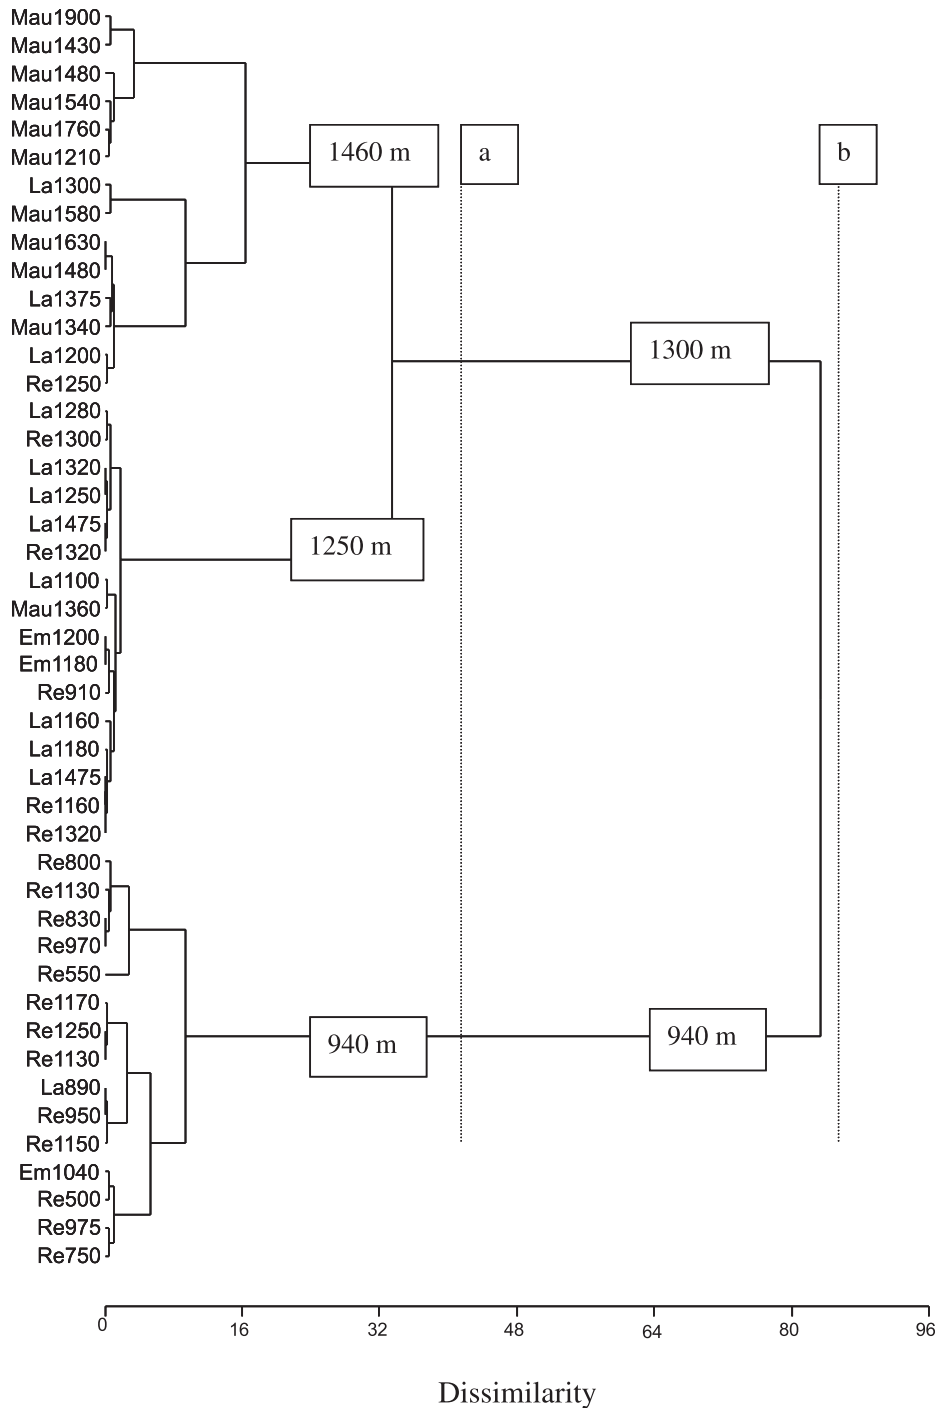 Mau1900
Mau1430
Mau1480
Mau1540
Mau1760
Mau1210
1460 m
a
b
La1300
Mau1580
Mau1630
Mau1480
La1375
Mau1340
La1200
1300 m
Re1250
La1280
Re1300
La1320
La1250
La1475
Re1320
1250 m
La1100
Mau1360
Em1200
Em1180
Re910
La1160
La1180
La1475
Re1160
Re1320
Re800
Re1130
Re830
Re970
Re550
Re1170
Re1250
Re1130
940 m
940 m
La890
Re950
Re1150
Em1040
Re500
Re975
Re750
0 16 32 48 64 80 96
Dissimilarity